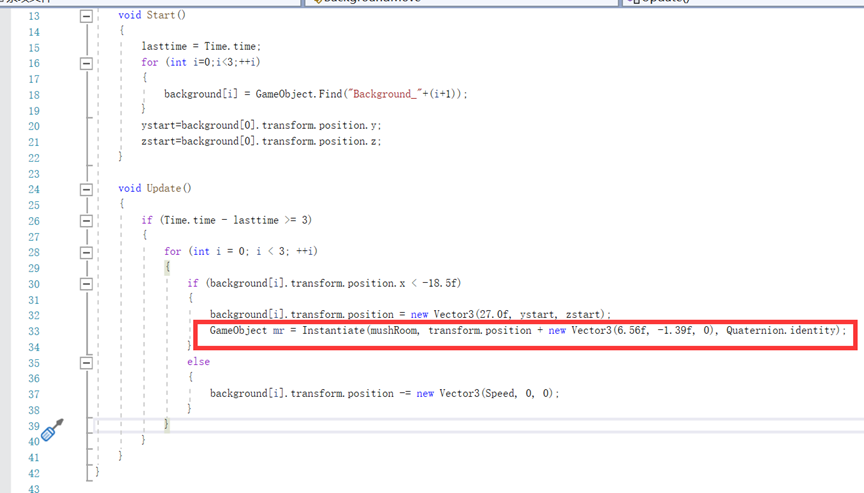 BackgroundMove
Update()
13 void Start()
14 {
15 lasttime = Time.time;
16 for (int i=0;i<3;++i)
17 {
18 background[i] = GameObject.Find("Background_"+(i+1));
19 }
20 ystart=background[0].transform.position.y;
21 zstart=background[0].transform.position.z;
22 }
23
24 void Update()
25 {
26 if (Time.time - lasttime >= 3)
27 {
28 for (int i = 0; i < 3; ++i)
29 {
30 if (background[i].transform.position.x < -18.5f)
31 {
32 background[i].transform.position = new Vector3(27.0f, ystart, zstart);
33 GameObject mr = Instantiate(mushRoom, transform.position + new Vector3(6.56f, -1.39f, 0), Quaternion.identity);
34 }
35 else
36 {
37 background[i].transform.position -= new Vector3(Speed, 0, 0);
38 }
39 }
40 }
41 }
42 }
43